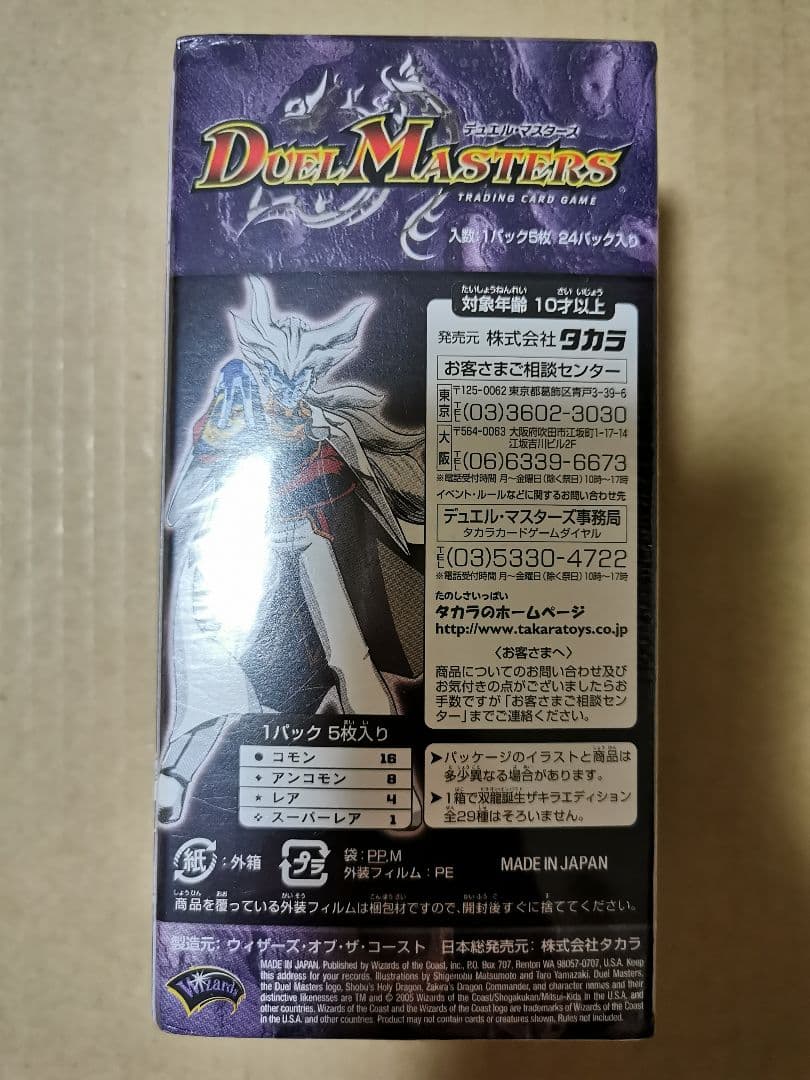 デュエル・マスターズ
DUEL MASTERS
TRADING CARD GAME
入数:1パック5枚 24パック入り
たいしょうねんれい さいいじょう
対象年齢 10才以上
発売元 株式会社 タカラ
お客さまご相談センター
東京 〒125-0062 東京都葛飾区青戸3-39-6
TEL(03)3602-3030
大阪 〒564-0063 大阪府吹田市江坂町1-17-14
江坂吉川ビル2F
TEL(06)6339-6673
※電話受付時間 月〜金曜日(除く祭日)10時〜17時
イベント・ルールなどに関するお問い合わせ先
デュエル・マスターズ事務局
タカラカードゲームダイヤル
TEL(03)5330-4722
※電話受付時間 月〜金曜日(除く祭日)10時〜17時
たのしさいっぱい
タカラのホームページ
http://www.takaratoys.co.jp
〈お客さまへ〉
商品についてのお問い合わせ及び
お気付きの点がございましたらお
手数ですが「お客さまご相談セン
ター」までご連絡ください。
1パック 5枚入り
● コモン 16
◆ アンコモン 8
★ レア 4
❖ スーパーレア 1
▶パッケージのイラストと商品は
多少異なる場合があります。
▶1箱で双龍誕生ザキラエディション
全29種はそろいません。
紙:外箱
プラ 袋:PP,M
外装フィルム:PE
MADE IN JAPAN
商品を覆っている外装フィルムは梱包材ですので、開封後すぐに捨ててください。
製造元:ウィザーズ・オブ・ザ・コースト 日本総発売元:株式会社タカラ
Wizards
MADE IN JAPAN. Published by Wizards of the Coast, Inc., P.O. Box 707, Renton WA 98057-0707, U.S.A. Keep
this address for your records. Illustrations by Shigenobu Matsumoto and Taro Yamazaki. Duel Masters,
the Duel Masters logo, Shobu's Holy Dragon, Zakira's Dragon Commander, and character names and their
distinctive likenesses are TM and © 2005 Wizards of the Coast/Shogakukan/Mitsui-Kids in the U.S.A. and
other countries. Wizards of the Coast and the Wizards of the Coast logo are trademarks of Wizards of the Coast
in the U.S.A. and other countries. Product may not contain cards or creatures shown. Rules not included.